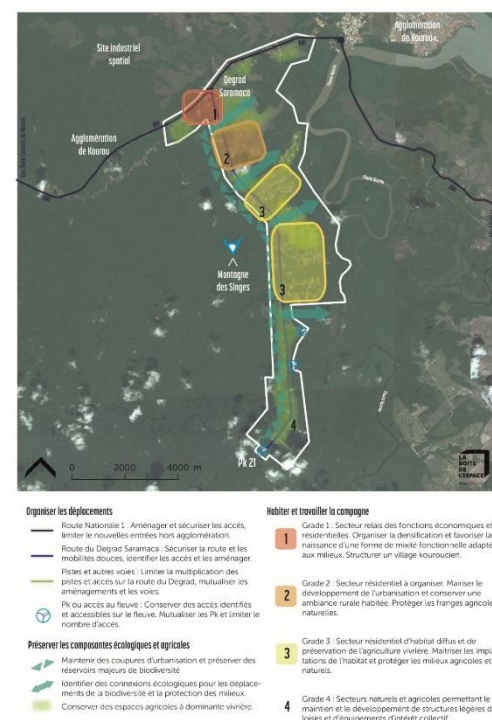 Agglomération
de Kourou
Site industriel
spatial
Degrad
Saramaca
1
Agglomération
de Kourou
2
3
Montagne
des Singes
3
4
Pk 21
0 2000 4000 m
LA
BOITE
DE
L'ESPACE
Organiser les déplacements
Route Nationale 1 : Aménager et sécuriser les accès,
limiter le nouvelles entrées hors agglomération.
Route du Degrad Saramaca : Sécuriser la route et les
mobilités douces, identifier les accès et les aménager.
Pistes et autres voies : Limiter la multiplication des
pistes et accès sur la route du Degrad, mutualiser les
aménagements et les voies.
Pk ou accès au fleuve : Conserver des accès identifiés
et accessibles sur le fleuve. Mutualiser les Pk et limiter le
nombre d'accès.
Préserver les composantes écologiques et agricoles
Maintenir des coupures d'urbanisation et préserver des
réservoirs majeurs de biodiversité
Identifier des connexions écologiques pour les déplace-
ments de la biodiversité et la protection des milieux.
Conserver des espaces agricoles à dominante vivrière.
Habiter et travailler la campagne
1
Grade 1 : Secteur relais des fonctions économiques et
résidentielles. Organiser la densification et favoriser la
naissance d'une forme de mixité fonctionnelle adapté
aux milieux. Structurer un village kouroucien.
2
Grade 2 : Secteur résidentiel à organiser. Mairiser le
développement de l'urbanisation et conserver une
ambiance rurale habitée. Protéger les franges agricole
naturelles.
3
Grade 3 : Secteur résidentiel d'habitat diffus et de
préservation de l'agriculture vivrière. Maitriser les impla
tations de l'habitat et protéger les milieux agricoles et
naturels.
4
Grade 4 : Secteurs naturels et agricoles permettant le
maintien et le développement de structures légères d
loisirs et d'équipements d'intérêt collectif.